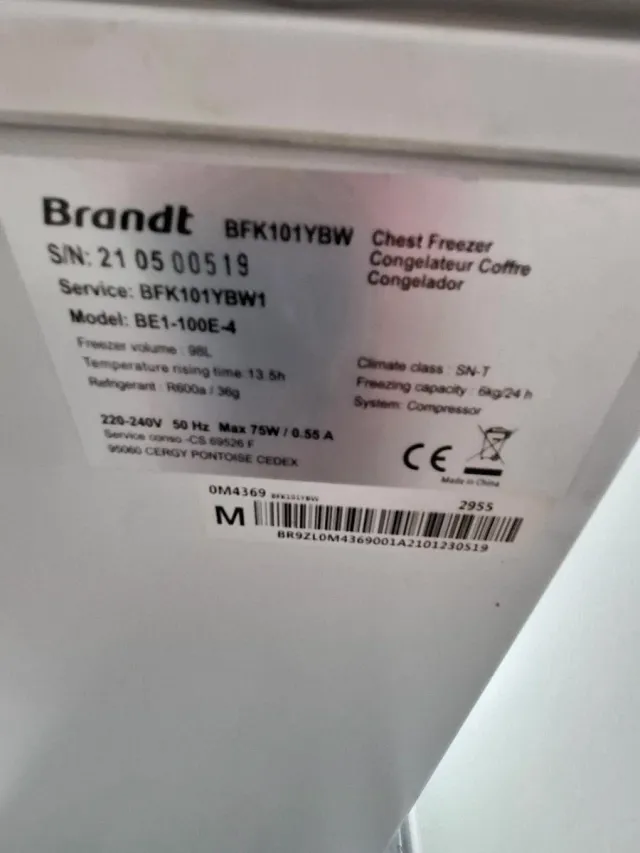 Brandt BFK101YBW Chest Freezer
Congelateur Coffre
Congelador
S/N: 21 05 00519
Service: BFK101YBW1
Model: BE1-100E-4
Freezer volume : 98L
Temperature rising time: 13.5h
Refrigerant : R600a / 36g
Climate class : SN-T
Freezing capacity : 6kg/24 h
System: Compressor
220-240V 50 Hz Max 75W / 0.55 A
Service conso.-CS 69526 F
95060 CERGY PONTOISE CEDEX
CE
Made in China
0M4369 BFK101YBW 2955
M
BR9ZL0M4369001A2101230519